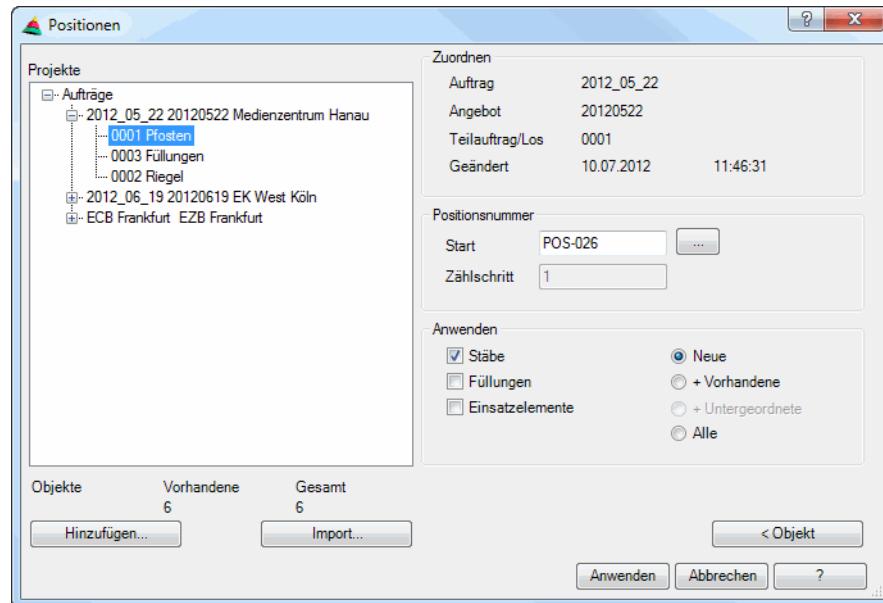 Positionen
?
X
Projekte
Aufträge
2012_05_22 20120522 Medienzentrum Hanau
0001 Pfosten
0003 Füllungen
0002 Riegel
2012_06_19 20120619 EK West Köln
ECB Frankfurt EZB Frankfurt
Objekte Vorhandene Gesamt
6 6
Hinzufügen... Import...
Zuordnen
Auftrag 2012_05_22
Angebot 20120522
Teilauftrag/Los 0001
Geändert 10.07.2012 11:46:31
Positionsnummer
Start POS-026 ...
Zählschritt 1
Anwenden
Stäbe Neue
Füllungen + Vorhandene
Einsatzelemente + Untergeordnete
Alle
< Objekt
Anwenden Abbrechen ?